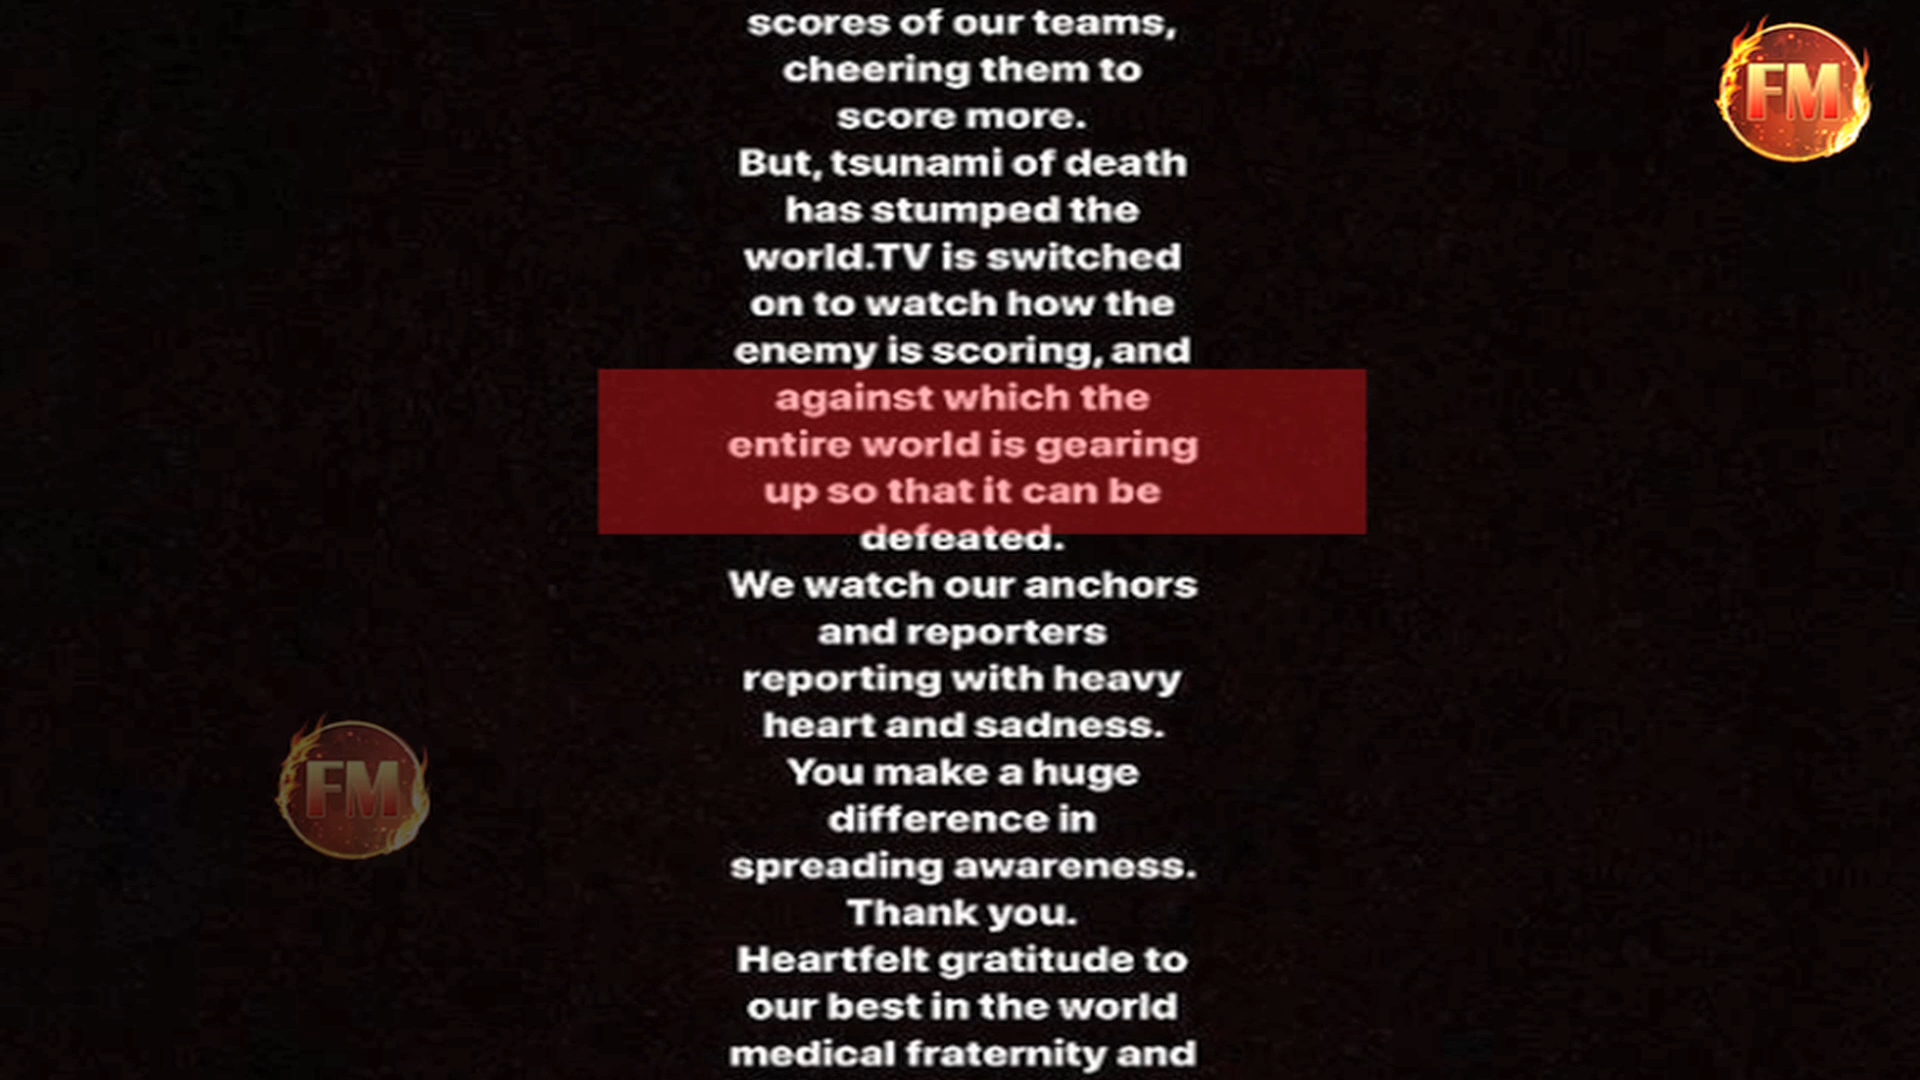 scores of our teams,
cheering them to
score more.
But, tsunami of death
has stumped the
world.TV is switched
on to watch how the
enemy is scoring, and
against which the
entire world is gearing
up so that it can be
defeated.
We watch our anchors
and reporters
reporting with heavy
heart and sadness.
You make a huge
difference in
spreading awareness.
Thank you.
Heartfelt gratitude to
our best in the world
medical fraternity and
FM
FM